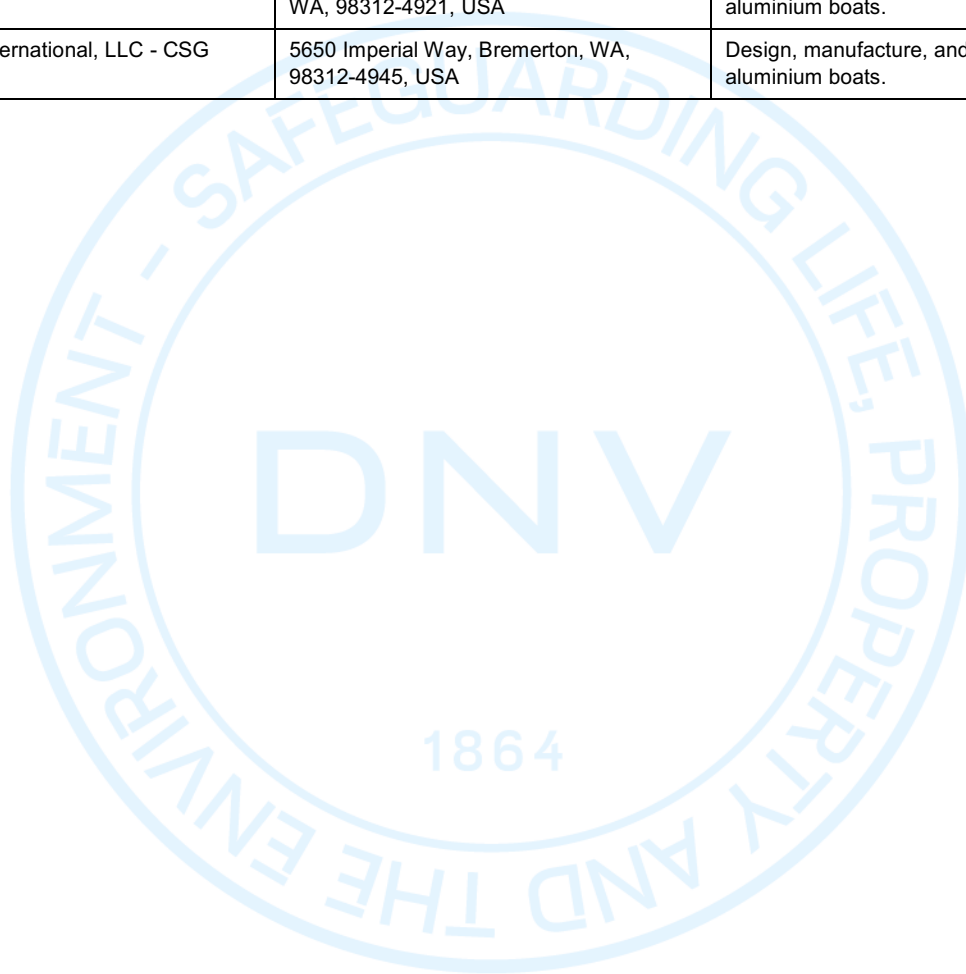 WA, 98312-4921, USA
aluminium boats.
ernational, LLC - CSG
5650 Imperial Way, Bremerton, WA,
98312-4945, USA
Design, manufacture, and
aluminium boats.
SAFEGUARDING LIFE, PROPERTY AND THE ENVIRONMENT -
DNV
1864